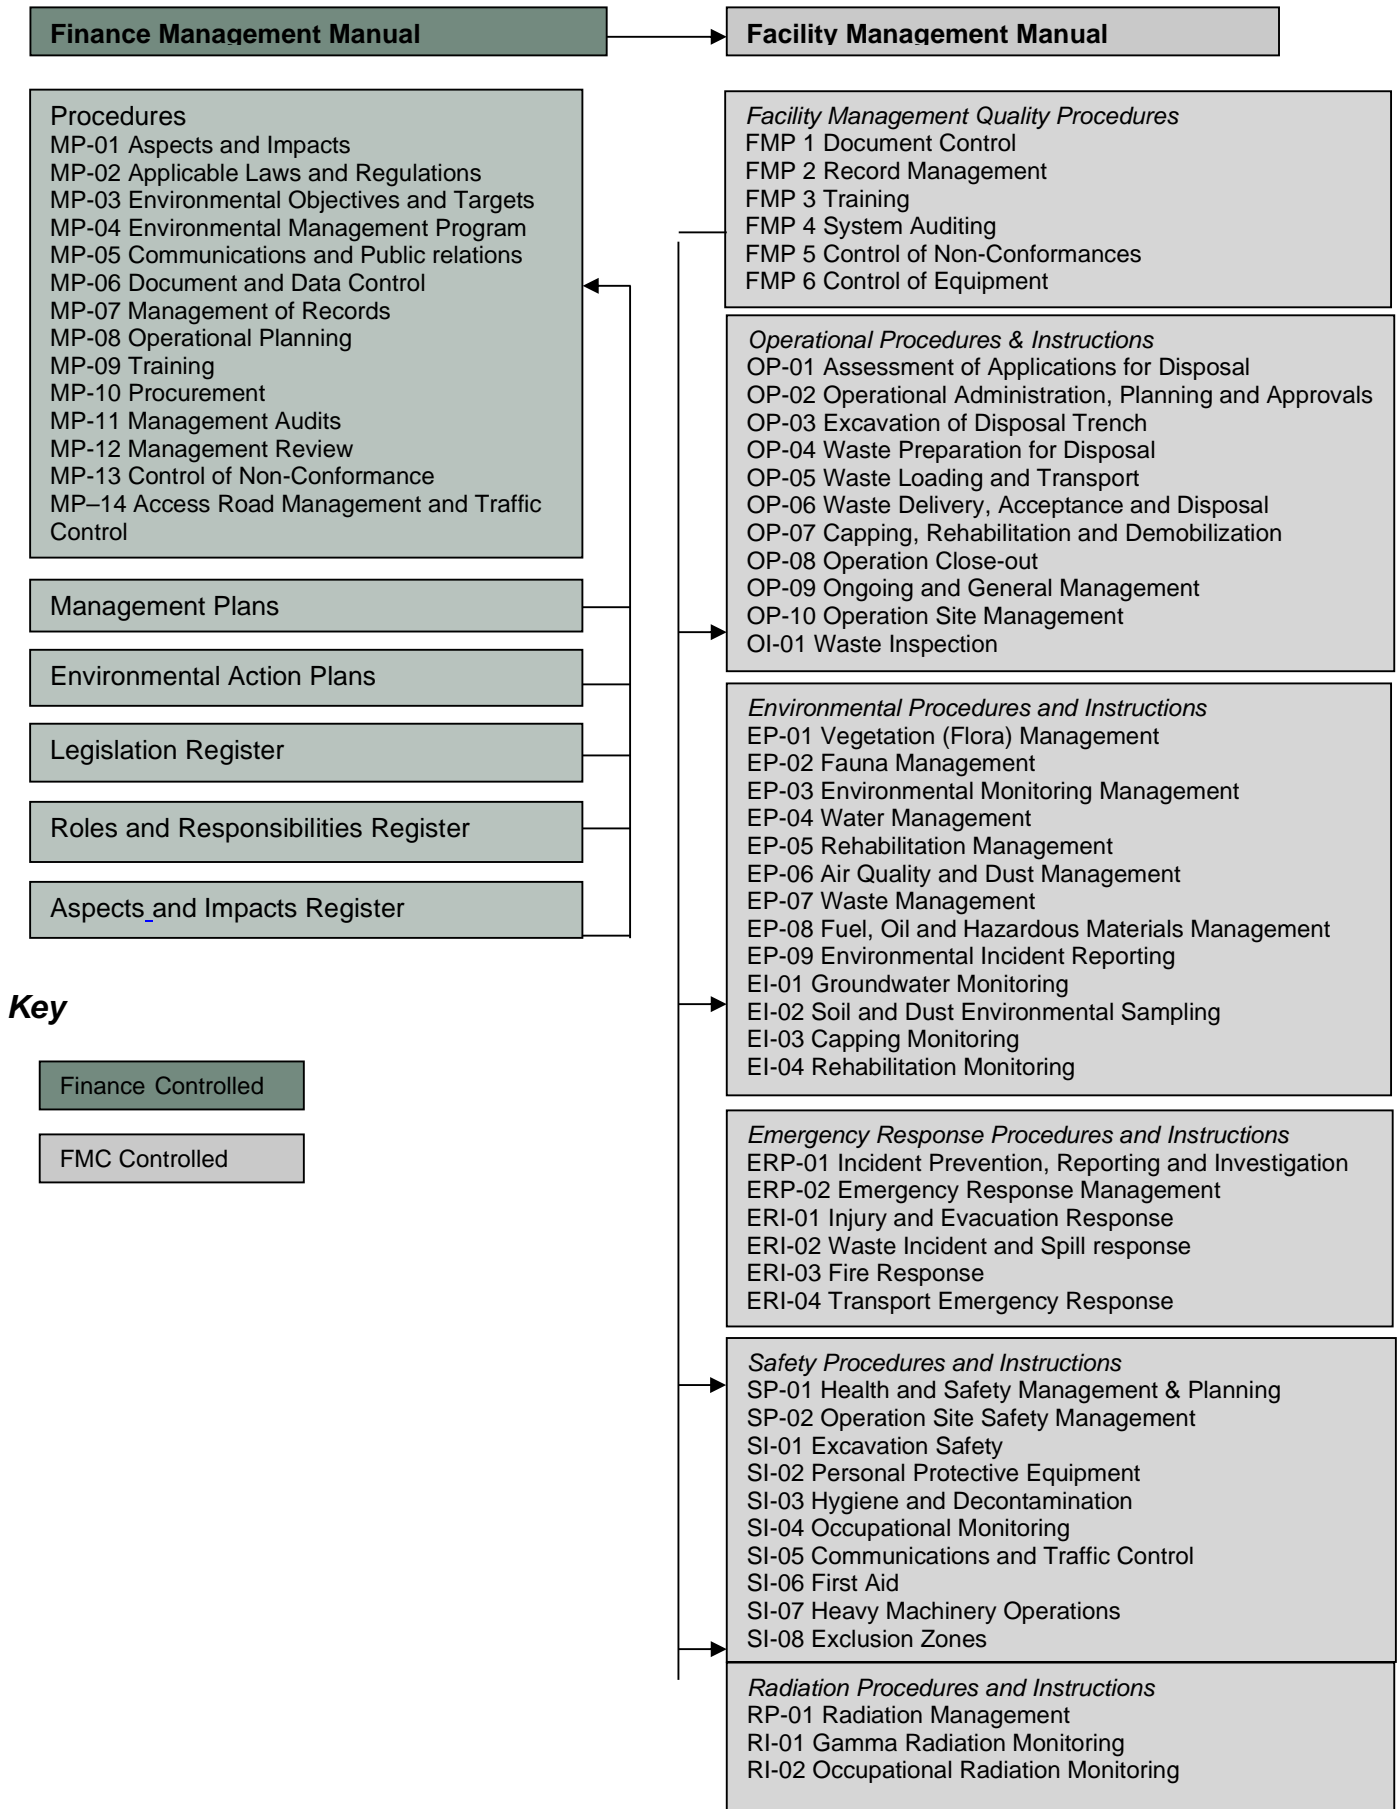 Finance Management Manual
Facility Management Manual
Procedures
MP-01 Aspects and Impacts
MP-02 Applicable Laws and Regulations
MP-03 Environmental Objectives and Targets
MP-04 Environmental Management Program
MP-05 Communications and Public relations
MP-06 Document and Data Control
MP-07 Management of Records
MP-08 Operational Planning
MP-09 Training
MP-10 Procurement
MP-11 Management Audits
MP-12 Management Review
MP-13 Control of Non-Conformance
MP–14 Access Road Management and Traffic
Control
Management Plans
Environmental Action Plans
Legislation Register
Roles and Responsibilities Register
Aspects and Impacts Register
Key
Finance Controlled
FMC Controlled
Facility Management Quality Procedures
FMP 1 Document Control
FMP 2 Record Management
FMP 3 Training
FMP 4 System Auditing
FMP 5 Control of Non-Conformances
FMP 6 Control of Equipment
Operational Procedures & Instructions
OP-01 Assessment of Applications for Disposal
OP-02 Operational Administration, Planning and Approvals
OP-03 Excavation of Disposal Trench
OP-04 Waste Preparation for Disposal
OP-05 Waste Loading and Transport
OP-06 Waste Delivery, Acceptance and Disposal
OP-07 Capping, Rehabilitation and Demobilization
OP-08 Operation Close-out
OP-09 Ongoing and General Management
OP-10 Operation Site Management
OI-01 Waste Inspection
Environmental Procedures and Instructions
EP-01 Vegetation (Flora) Management
EP-02 Fauna Management
EP-03 Environmental Monitoring Management
EP-04 Water Management
EP-05 Rehabilitation Management
EP-06 Air Quality and Dust Management
EP-07 Waste Management
EP-08 Fuel, Oil and Hazardous Materials Management
EP-09 Environmental Incident Reporting
EI-01 Groundwater Monitoring
EI-02 Soil and Dust Environmental Sampling
EI-03 Capping Monitoring
EI-04 Rehabilitation Monitoring
Emergency Response Procedures and Instructions
ERP-01 Incident Prevention, Reporting and Investigation
ERP-02 Emergency Response Management
ERI-01 Injury and Evacuation Response
ERI-02 Waste Incident and Spill response
ERI-03 Fire Response
ERI-04 Transport Emergency Response
Safety Procedures and Instructions
SP-01 Health and Safety Management & Planning
SP-02 Operation Site Safety Management
SI-01 Excavation Safety
SI-02 Personal Protective Equipment
SI-03 Hygiene and Decontamination
SI-04 Occupational Monitoring
SI-05 Communications and Traffic Control
SI-06 First Aid
SI-07 Heavy Machinery Operations
SI-08 Exclusion Zones
Radiation Procedures and Instructions
RP-01 Radiation Management
RI-01 Gamma Radiation Monitoring
RI-02 Occupational Radiation Monitoring